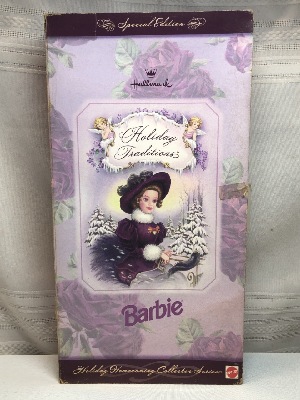 Special Edition
Hallmark
Holiday
Traditions
Barbie
Holiday Homecoming Collector Series